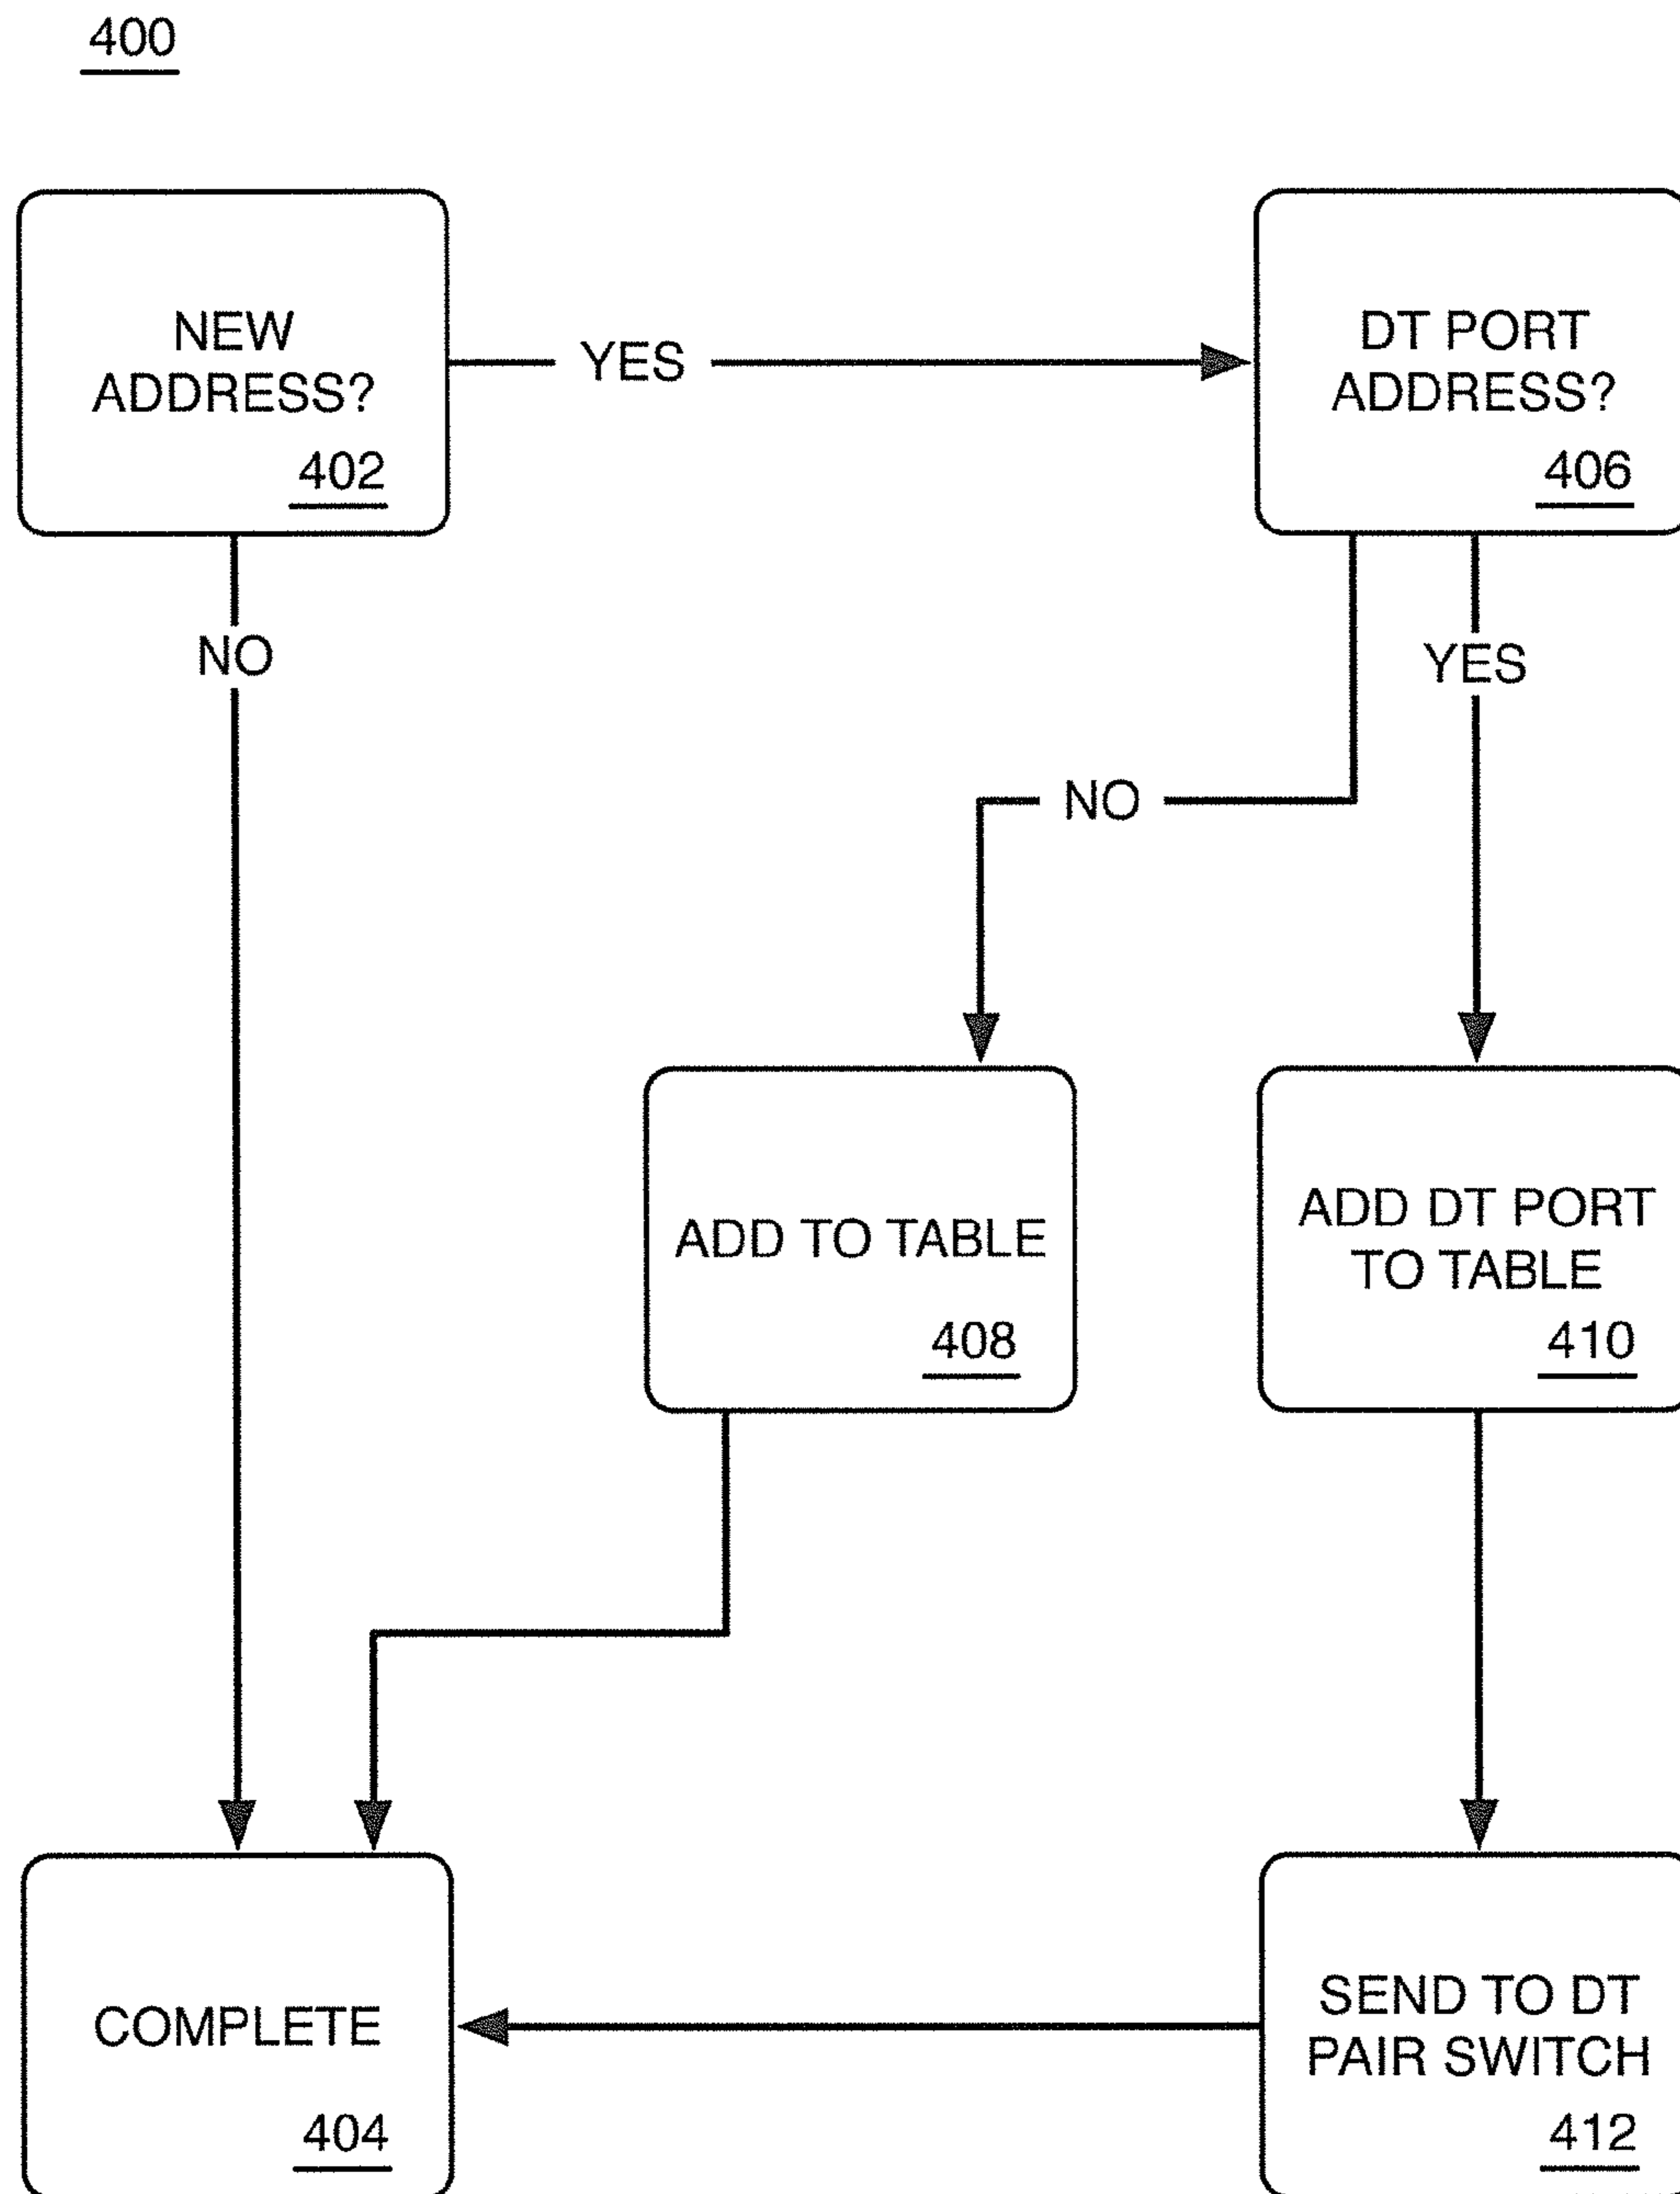 400
NEW
ADDRESS?
402
YES
DT PORT
ADDRESS?
406
NO
YES
NO
ADD TO TABLE
408
ADD DT PORT
TO TABLE
410
COMPLETE
404
SEND TO DT
PAIR SWITCH
412